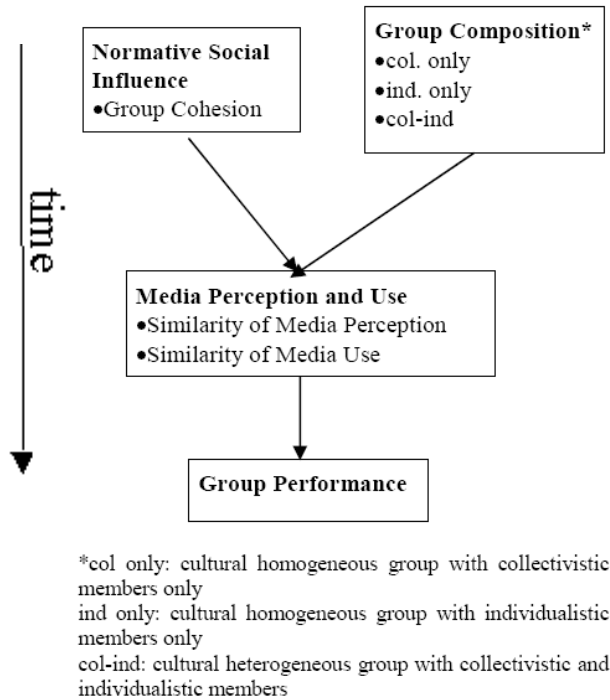 Normative Social
Influence
•Group Cohesion
Group Composition*
•col. only
•ind. only
•col-ind
time
Media Perception and Use
•Similarity of Media Perception
•Similarity of Media Use
Group Performance
*col only: cultural homogeneous group with collectivistic
members only
ind only: cultural homogeneous group with individualistic
members only
col-ind: cultural heterogeneous group with collectivistic and
individualistic members